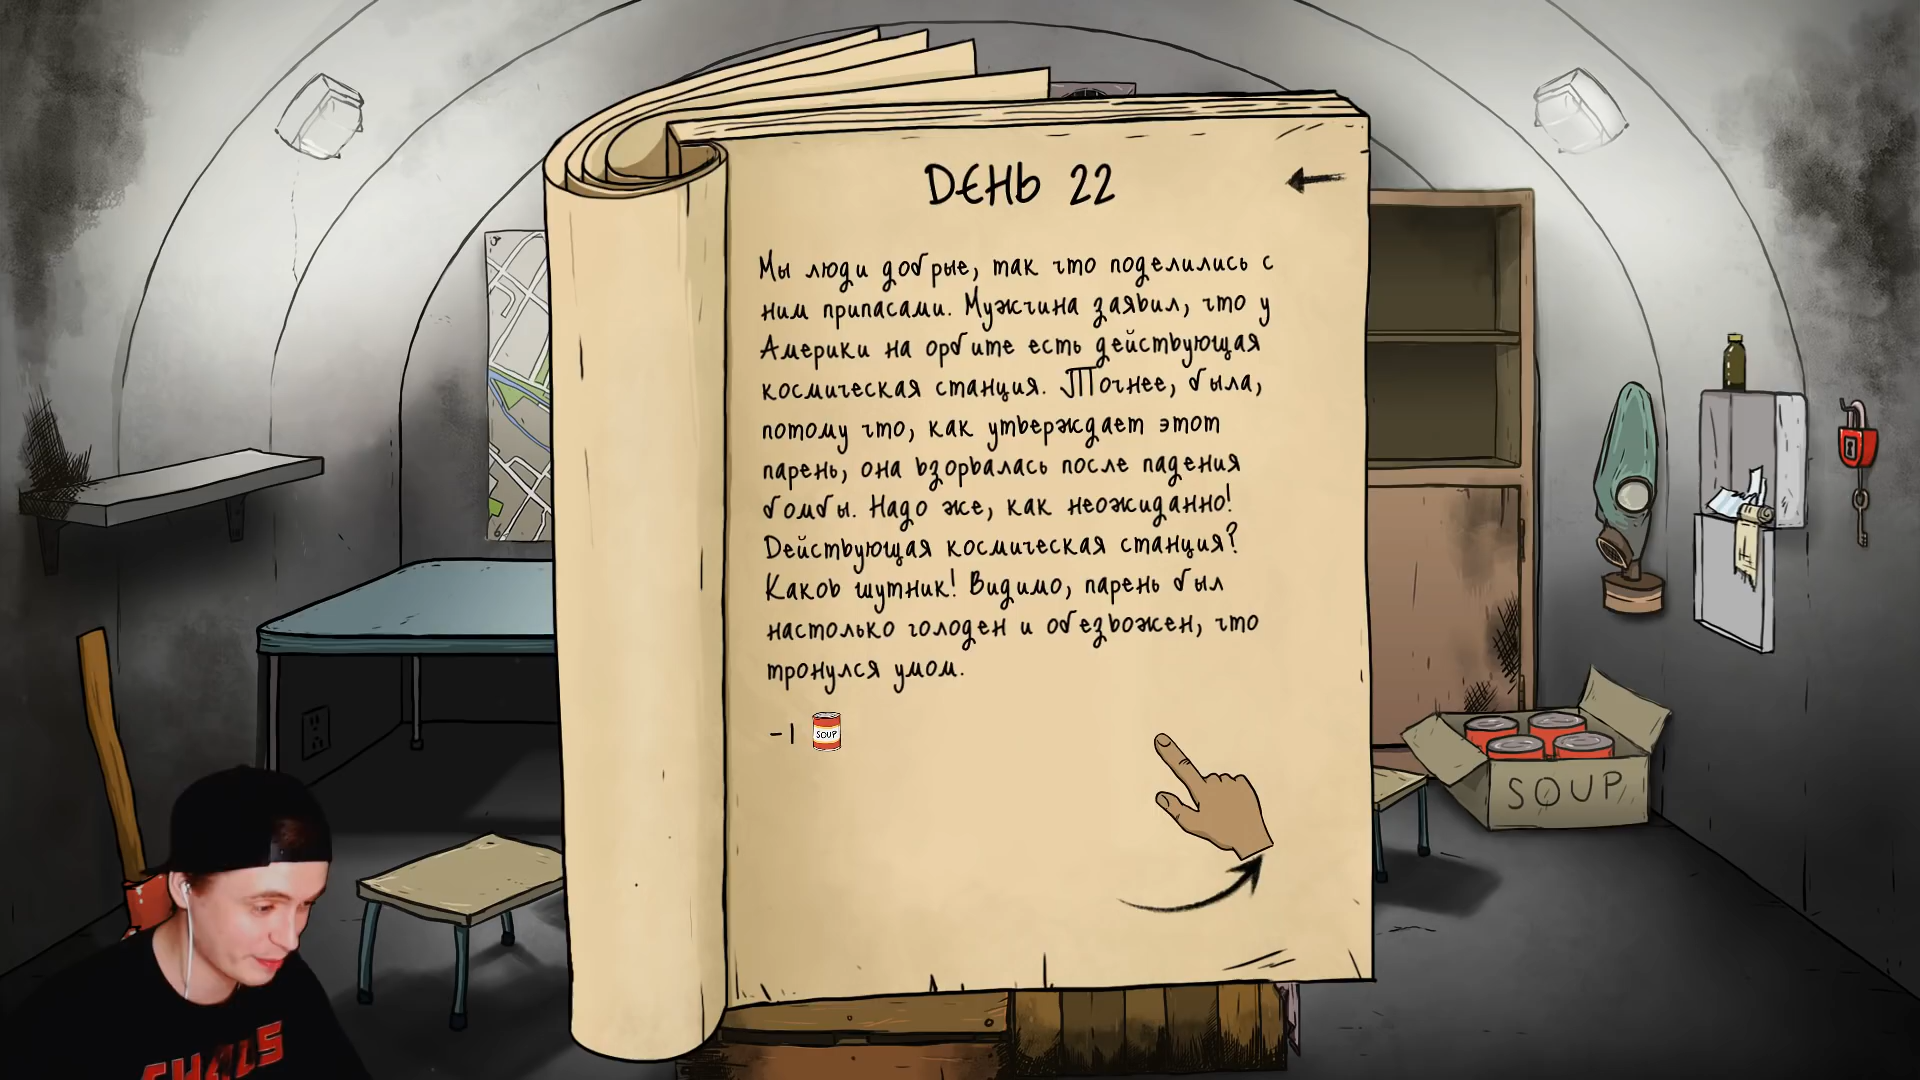 ДЕНЬ 22
Мы люди добрые, так что поделились с
ним припасами. Мужчина заявил, что у
Америки на орбите есть действующая
космическая станция. Точнее, была,
потому что, как утверждает этот
парень, она взорвалась после падения
бомбы. Надо же, как неожиданно!
Действующая космическая станция?
Каков шутник! Видимо, парень был
настолько голоден и обезвожен, что
тронулся умом.
-1
SOUP
SOUP